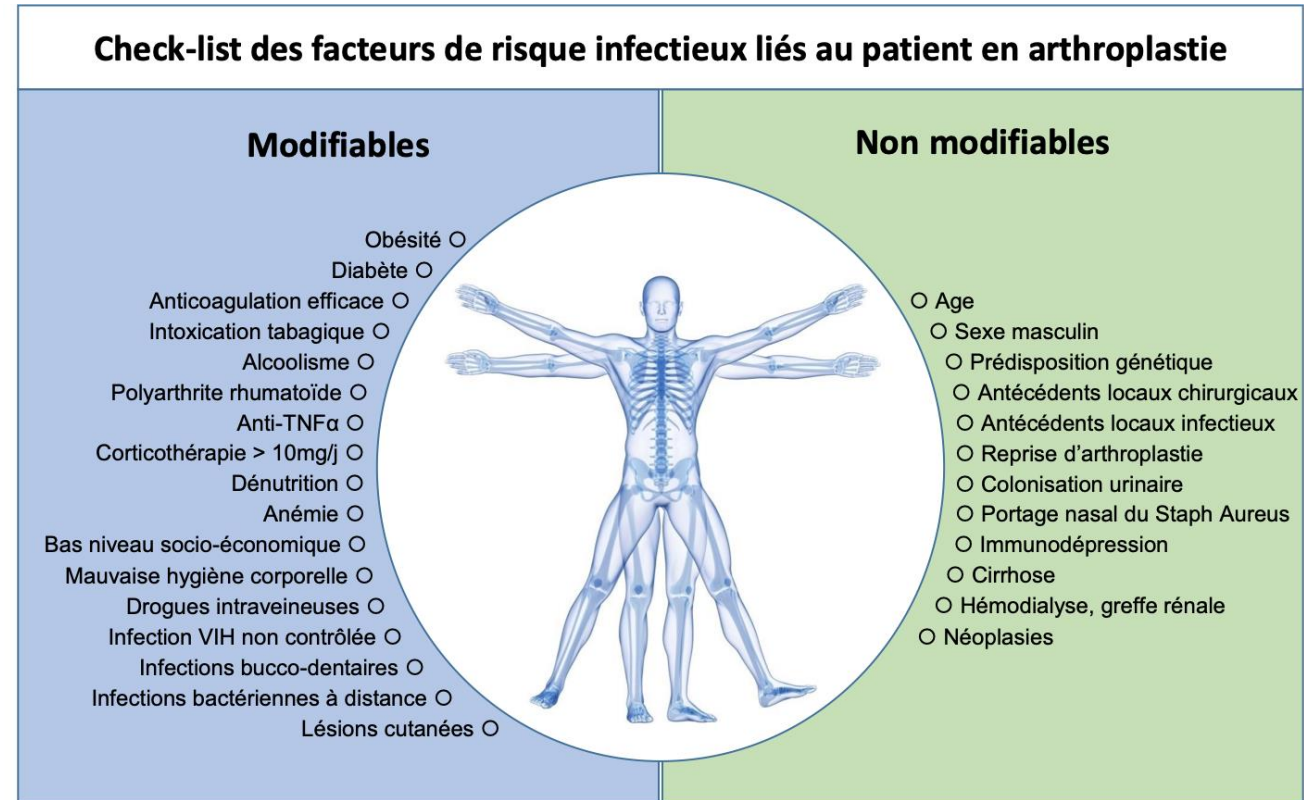 Check-list des facteurs de risque infectieux liés au patient en arthroplastie
Modifiables
Obésité
Diabète
Anticoagulation efficace
Intoxication tabagique
Alcoolisme
Polyarthrite rhumatoïde
Anti-TNFα
Corticothérapie > 10mg/j
Dénutrition
Anémie
Bas niveau socio-économique
Mauvaise hygiène corporelle
Drogues intraveineuses
Infection VIH non contrôlée
Infections bucco-dentaires
Infections bactériennes à distance
Lésions cutanées
Non modifiables
Age
Sexe masculin
Prédisposition génétique
Antécédents locaux chirurgicaux
Antécédents locaux infectieux
Reprise d’arthroplastie
Colonisation urinaire
Portage nasal du Staph Aureus
Immunodépression
Cirrhose
Hémodialyse, greffe rénale
Néoplasies